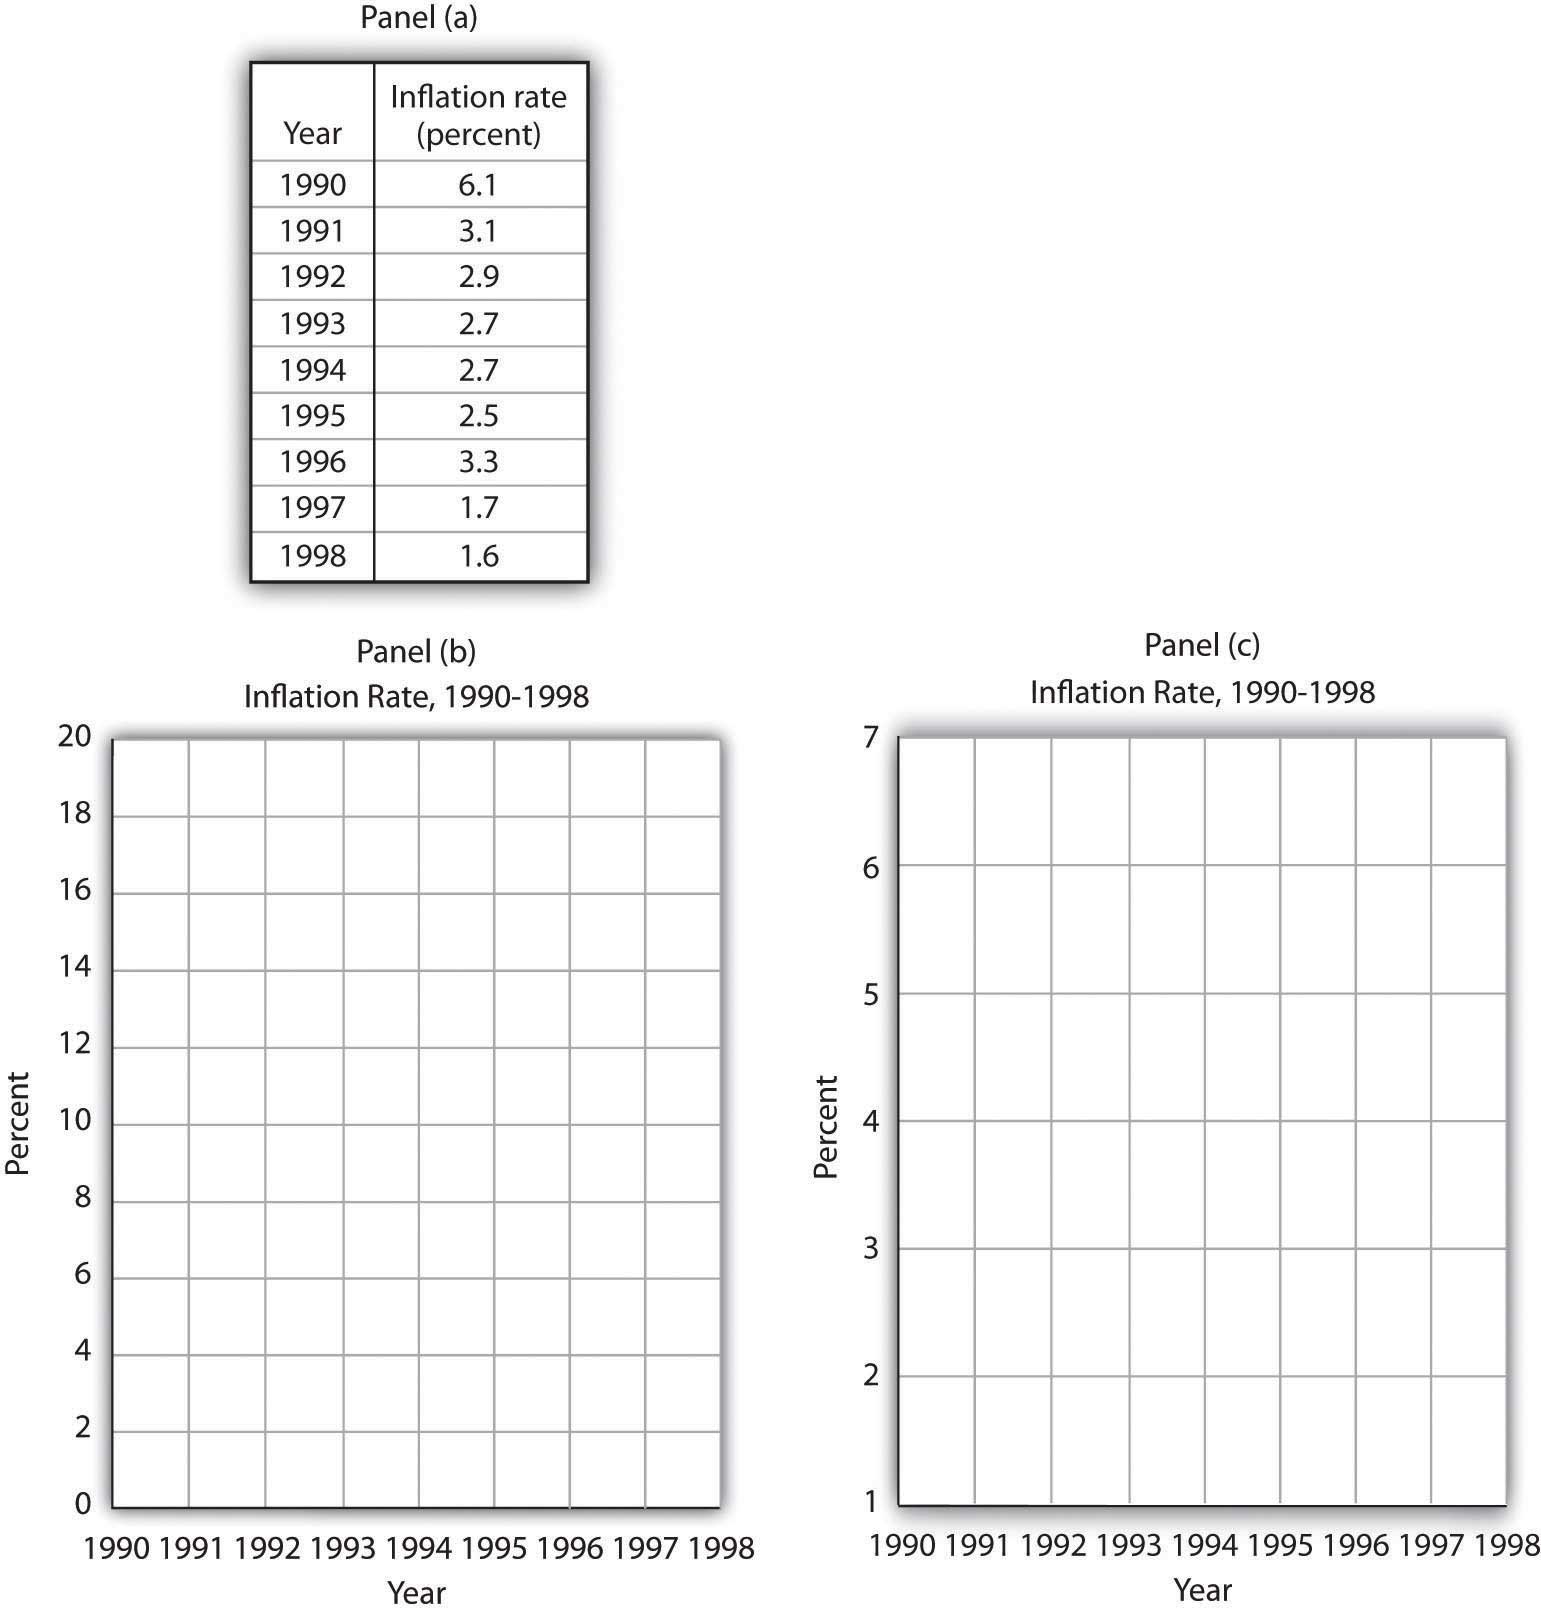 Panel (a)
Year
Inflation rate
(percent)
1990 6.1
1991 3.1
1992 2.9
1993 2.7
1994 2.7
1995 2.5
1996 3.3
1997 1.7
1998 1.6
Panel (b)
Inflation Rate, 1990-1998
20
18
16
14
12
10
8
6
4
2
0
Percent
1990 1991 1992 1993 1994 1995 1996 1997 1998
Year
Panel (c)
Inflation Rate, 1990-1998
7
6
5
4
3
2
1
Percent
1990 1991 1992 1993 1994 1995 1996 1997 1998
Year